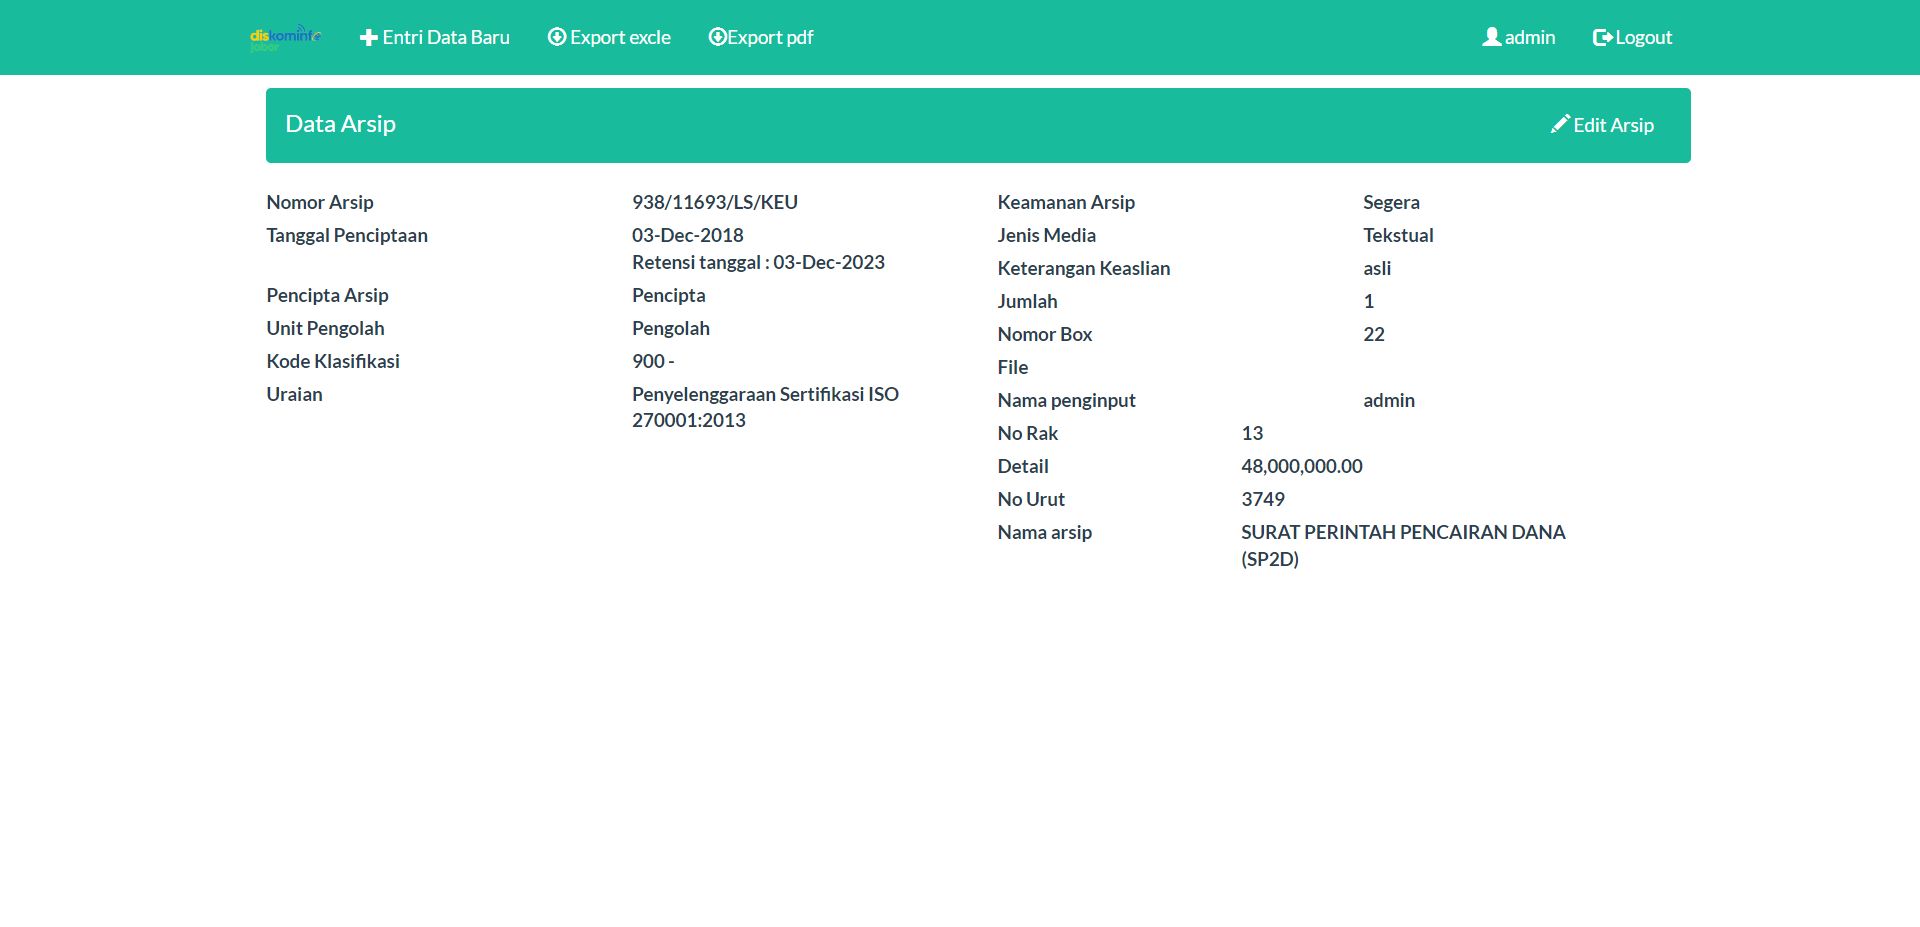 diskominfo
jabar
Entri Data Baru
Export excle
Export pdf
admin
Logout
Data Arsip
Edit Arsip
Nomor Arsip
938/11693/LS/KEU
Tanggal Penciptaan
03-Dec-2018
Retensi tanggal : 03-Dec-2023
Pencipta Arsip
Pencipta
Unit Pengolah
Pengolah
Kode Klasifikasi
900 -
Uraian
Penyelenggaraan Sertifikasi ISO
270001:2013
Keamanan Arsip
Segera
Jenis Media
Tekstual
Keterangan Keaslian
asli
Jumlah
1
Nomor Box
22
File
Nama penginput
admin
No Rak
13
Detail
48,000,000.00
No Urut
3749
Nama arsip
SURAT PERINTAH PENCAIRAN DANA
(SP2D)